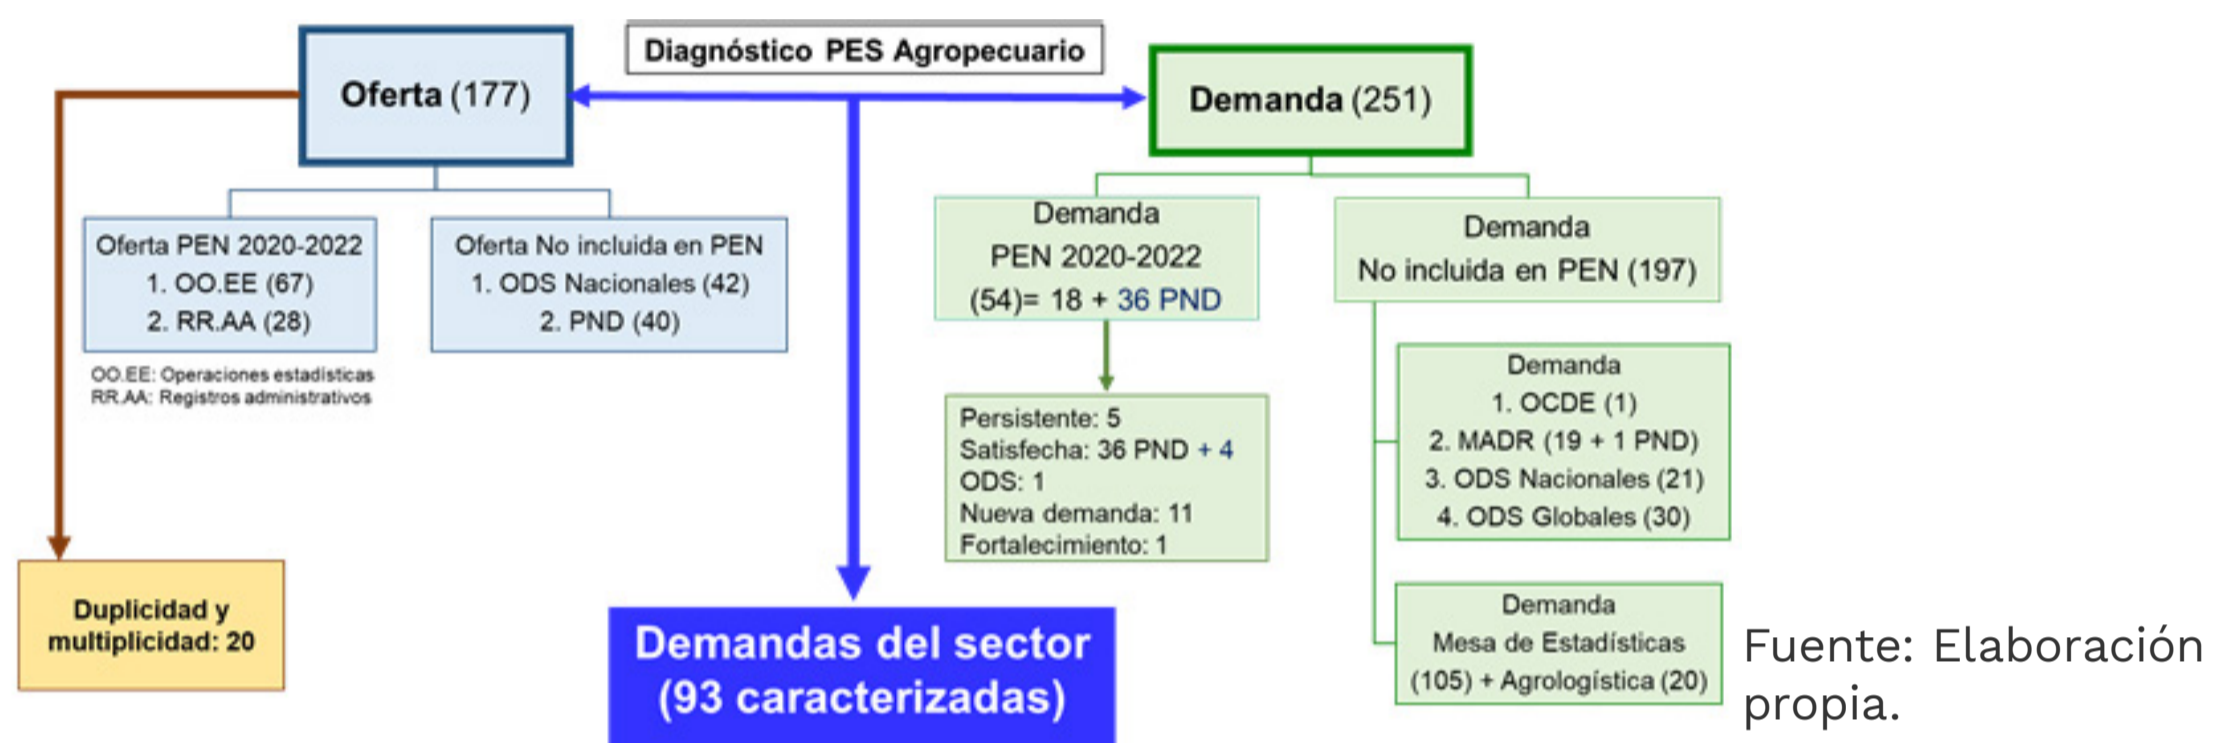 Diagnóstico PES Agropecuario
Oferta (177)
Demanda (251)
Oferta PEN 2020-2022
1. OO.EE (67)
2. RR.AA (28)
Oferta No incluida en PEN
1. ODS Nacionales (42)
2. PND (40)
OO.EE: Operaciones estadísticas
RR.AA: Registros administrativos
Demanda
PEN 2020-2022
(54)= 18 + 36 PND
Demanda
No incluida en PEN (197)
Persistente: 5
Satisfecha: 36 PND + 4
ODS: 1
Nueva demanda: 11
Fortalecimiento: 1
Demanda
1. OCDE (1)
2. MADR (19 + 1 PND)
3. ODS Nacionales (21)
4. ODS Globales (30)
Demanda
Mesa de Estadísticas
(105) + Agrologística (20)
Duplicidad y
multiplicidad: 20
Demandas del sector
(93 caracterizadas)
Fuente: Elaboración
propia.